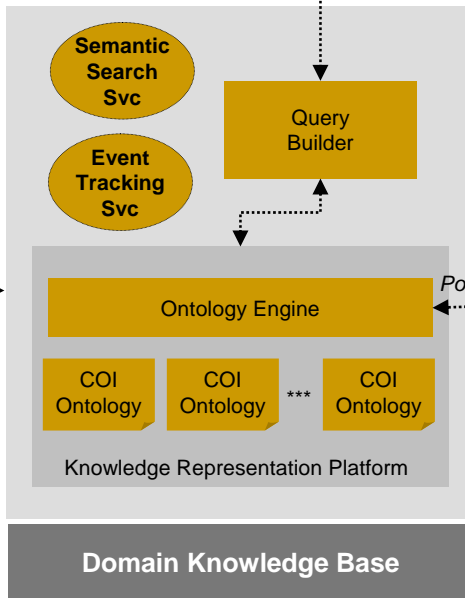 Semantic
Search
Svc
Query
Builder
Event
Tracking
Svc
Po
Ontology Engine
COI
Ontology
COI
Ontology
***
COI
Ontology
Knowledge Representation Platform
Domain Knowledge Base